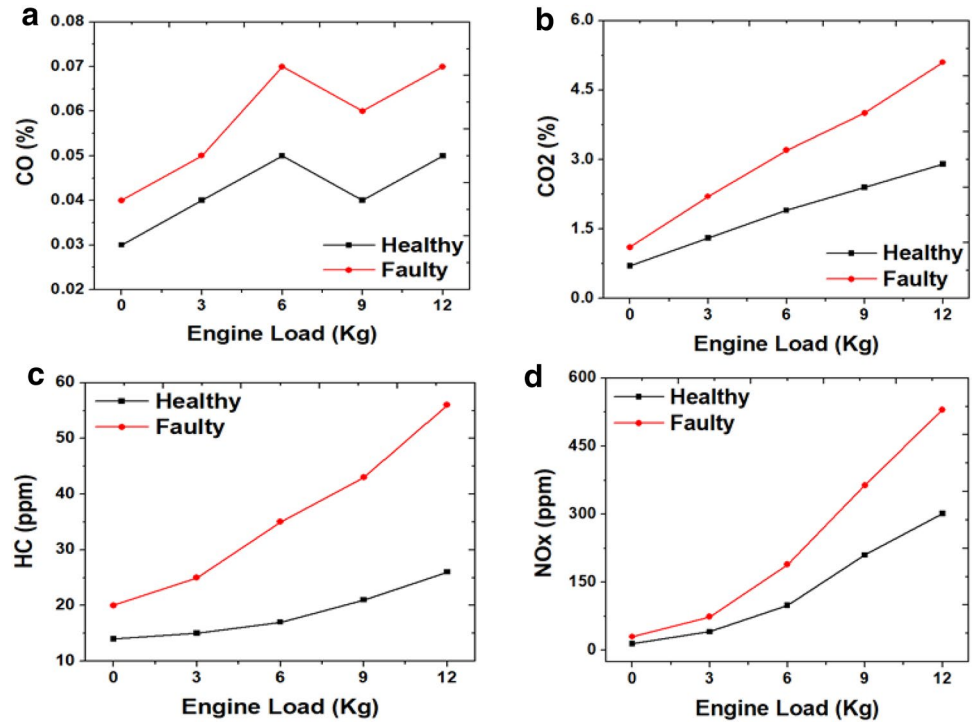 a
0.08
0.07
0.06
0.05
0.04
0.03
0.02
CO (%)
Healthy
Faulty
0 3 6 9 12
Engine Load (Kg)
b
6.0
4.5
3.0
1.5
0.0
CO2 (%)
Healthy
Faulty
0 3 6 9 12
Engine Load (Kg)
c
60
50
40
30
20
10
HC (ppm)
Healthy
Faulty
0 3 6 9 12
Engine Load (Kg)
d
600
450
300
150
0
NOx (ppm)
Healthy
Faulty
0 3 6 9 12
Engine Load (Kg)